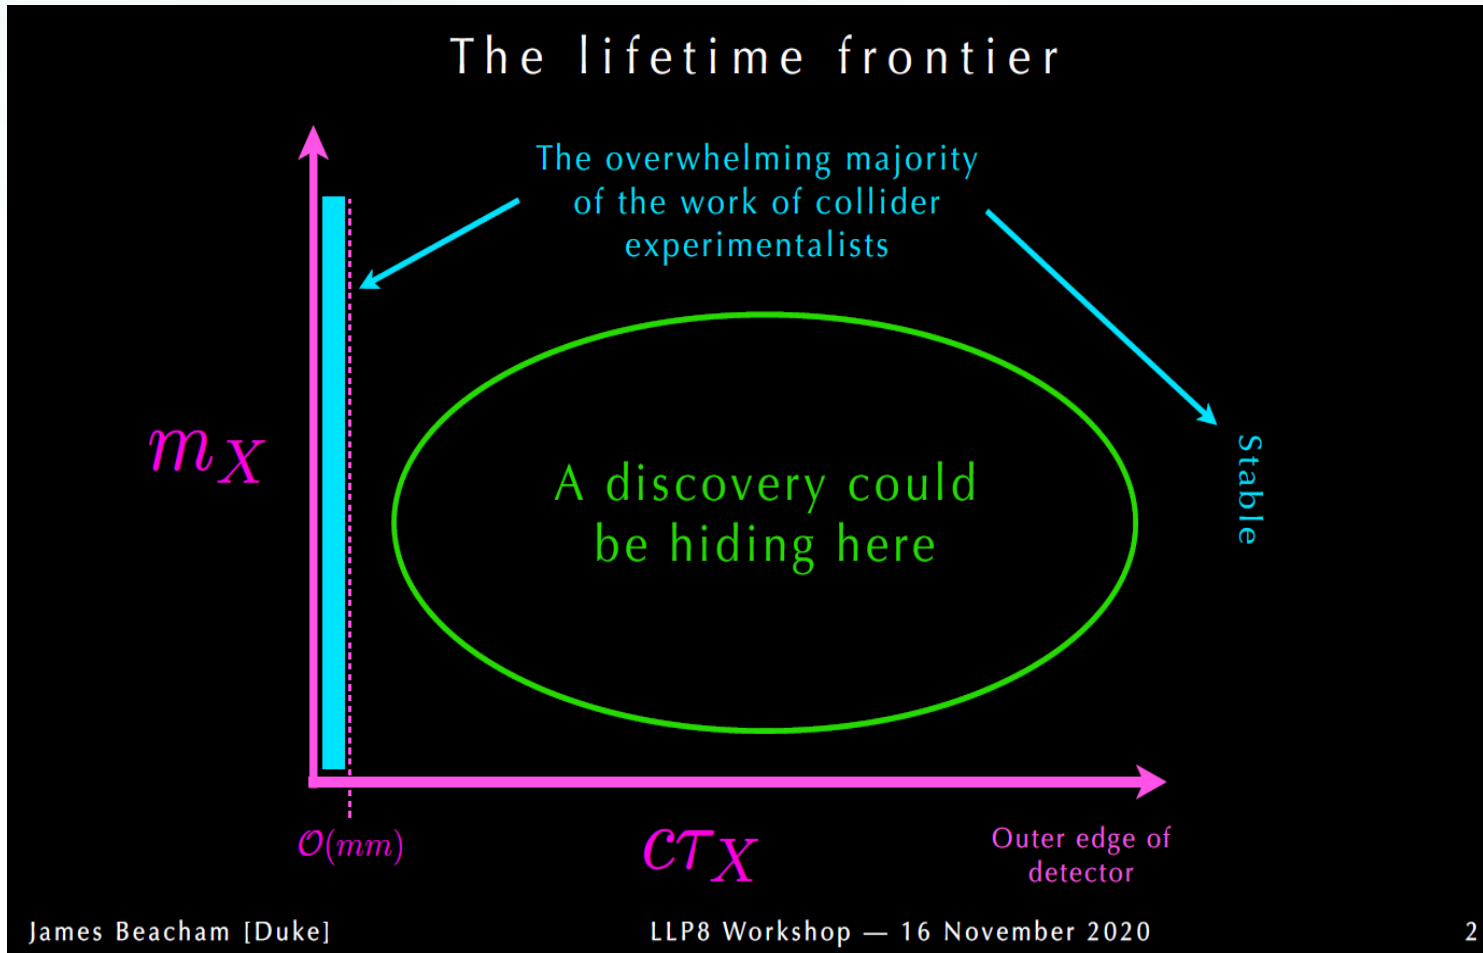 The lifetime frontier
The overwhelming majority
of the work of collider
experimentalists
m_X
A discovery could
be hiding here
Stable
𝒪(mm)
cτ_X
Outer edge of
detector
James Beacham [Duke]
LLP8 Workshop — 16 November 2020
2